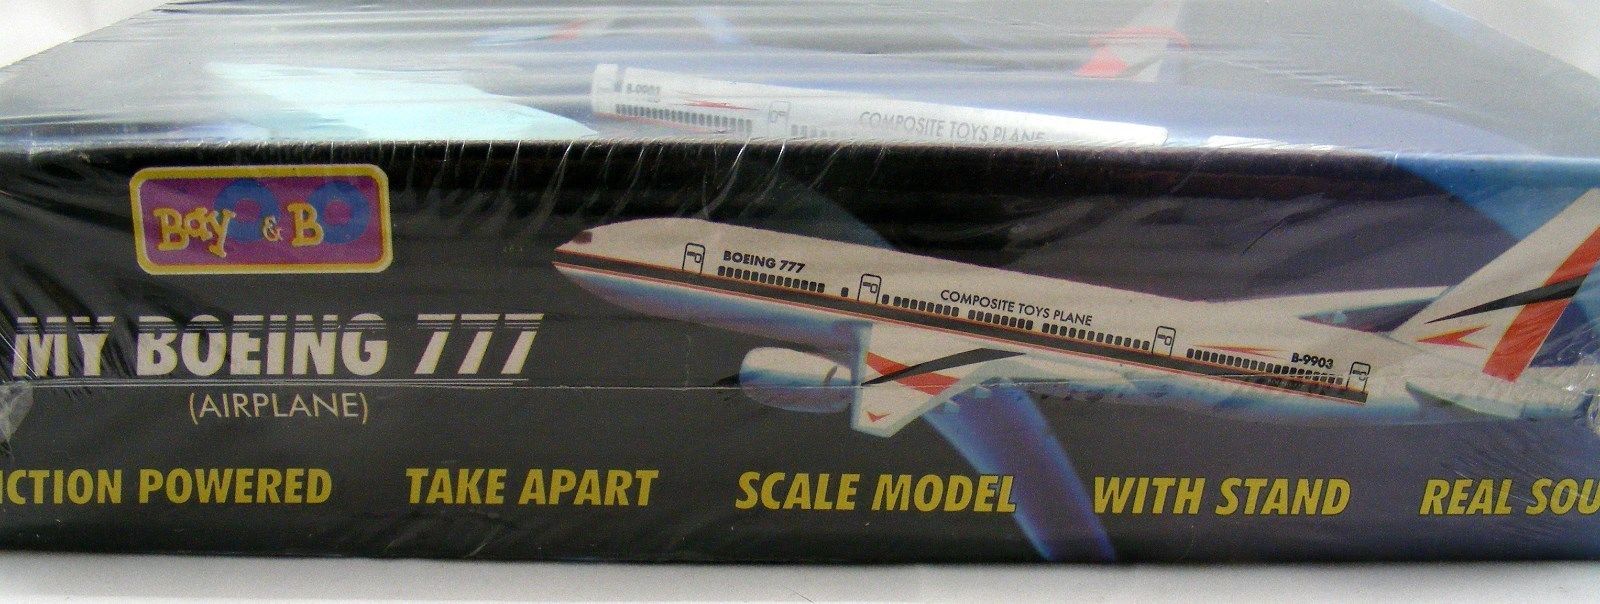 B-9903
COMPOSITE TOYS PLANE
Bay & B
BOEING 777
COMPOSITE TOYS PLANE
B-9903
MY BOEING 777
(AIRPLANE)
ICTION POWERED TAKE APART SCALE MODEL WITH STAND REAL SOU